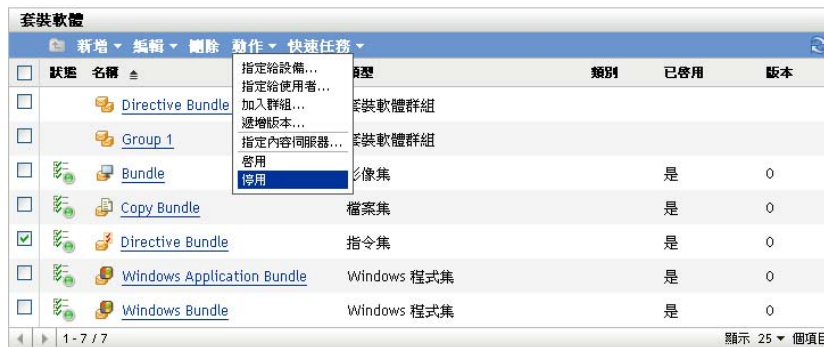 套裝軟體
新增 編輯 刪除 動作 快速任務
狀態 名稱 類型 類別 已啟用 版本
指定給設備...
指定給使用者...
加入群組...
遞增版本...
指定內容伺服器...
啟用
停用
Directive Bundle 套裝軟體群組
Group 1 套裝軟體群組
Bundle 影像集 是 0
Copy Bundle 檔案集 是 0
Directive Bundle 指令集 是 0
Windows Application Bundle Windows 程式集 是 0
Windows Bundle Windows 程式集 是 0
1 - 7 / 7 顯示 25 個項目